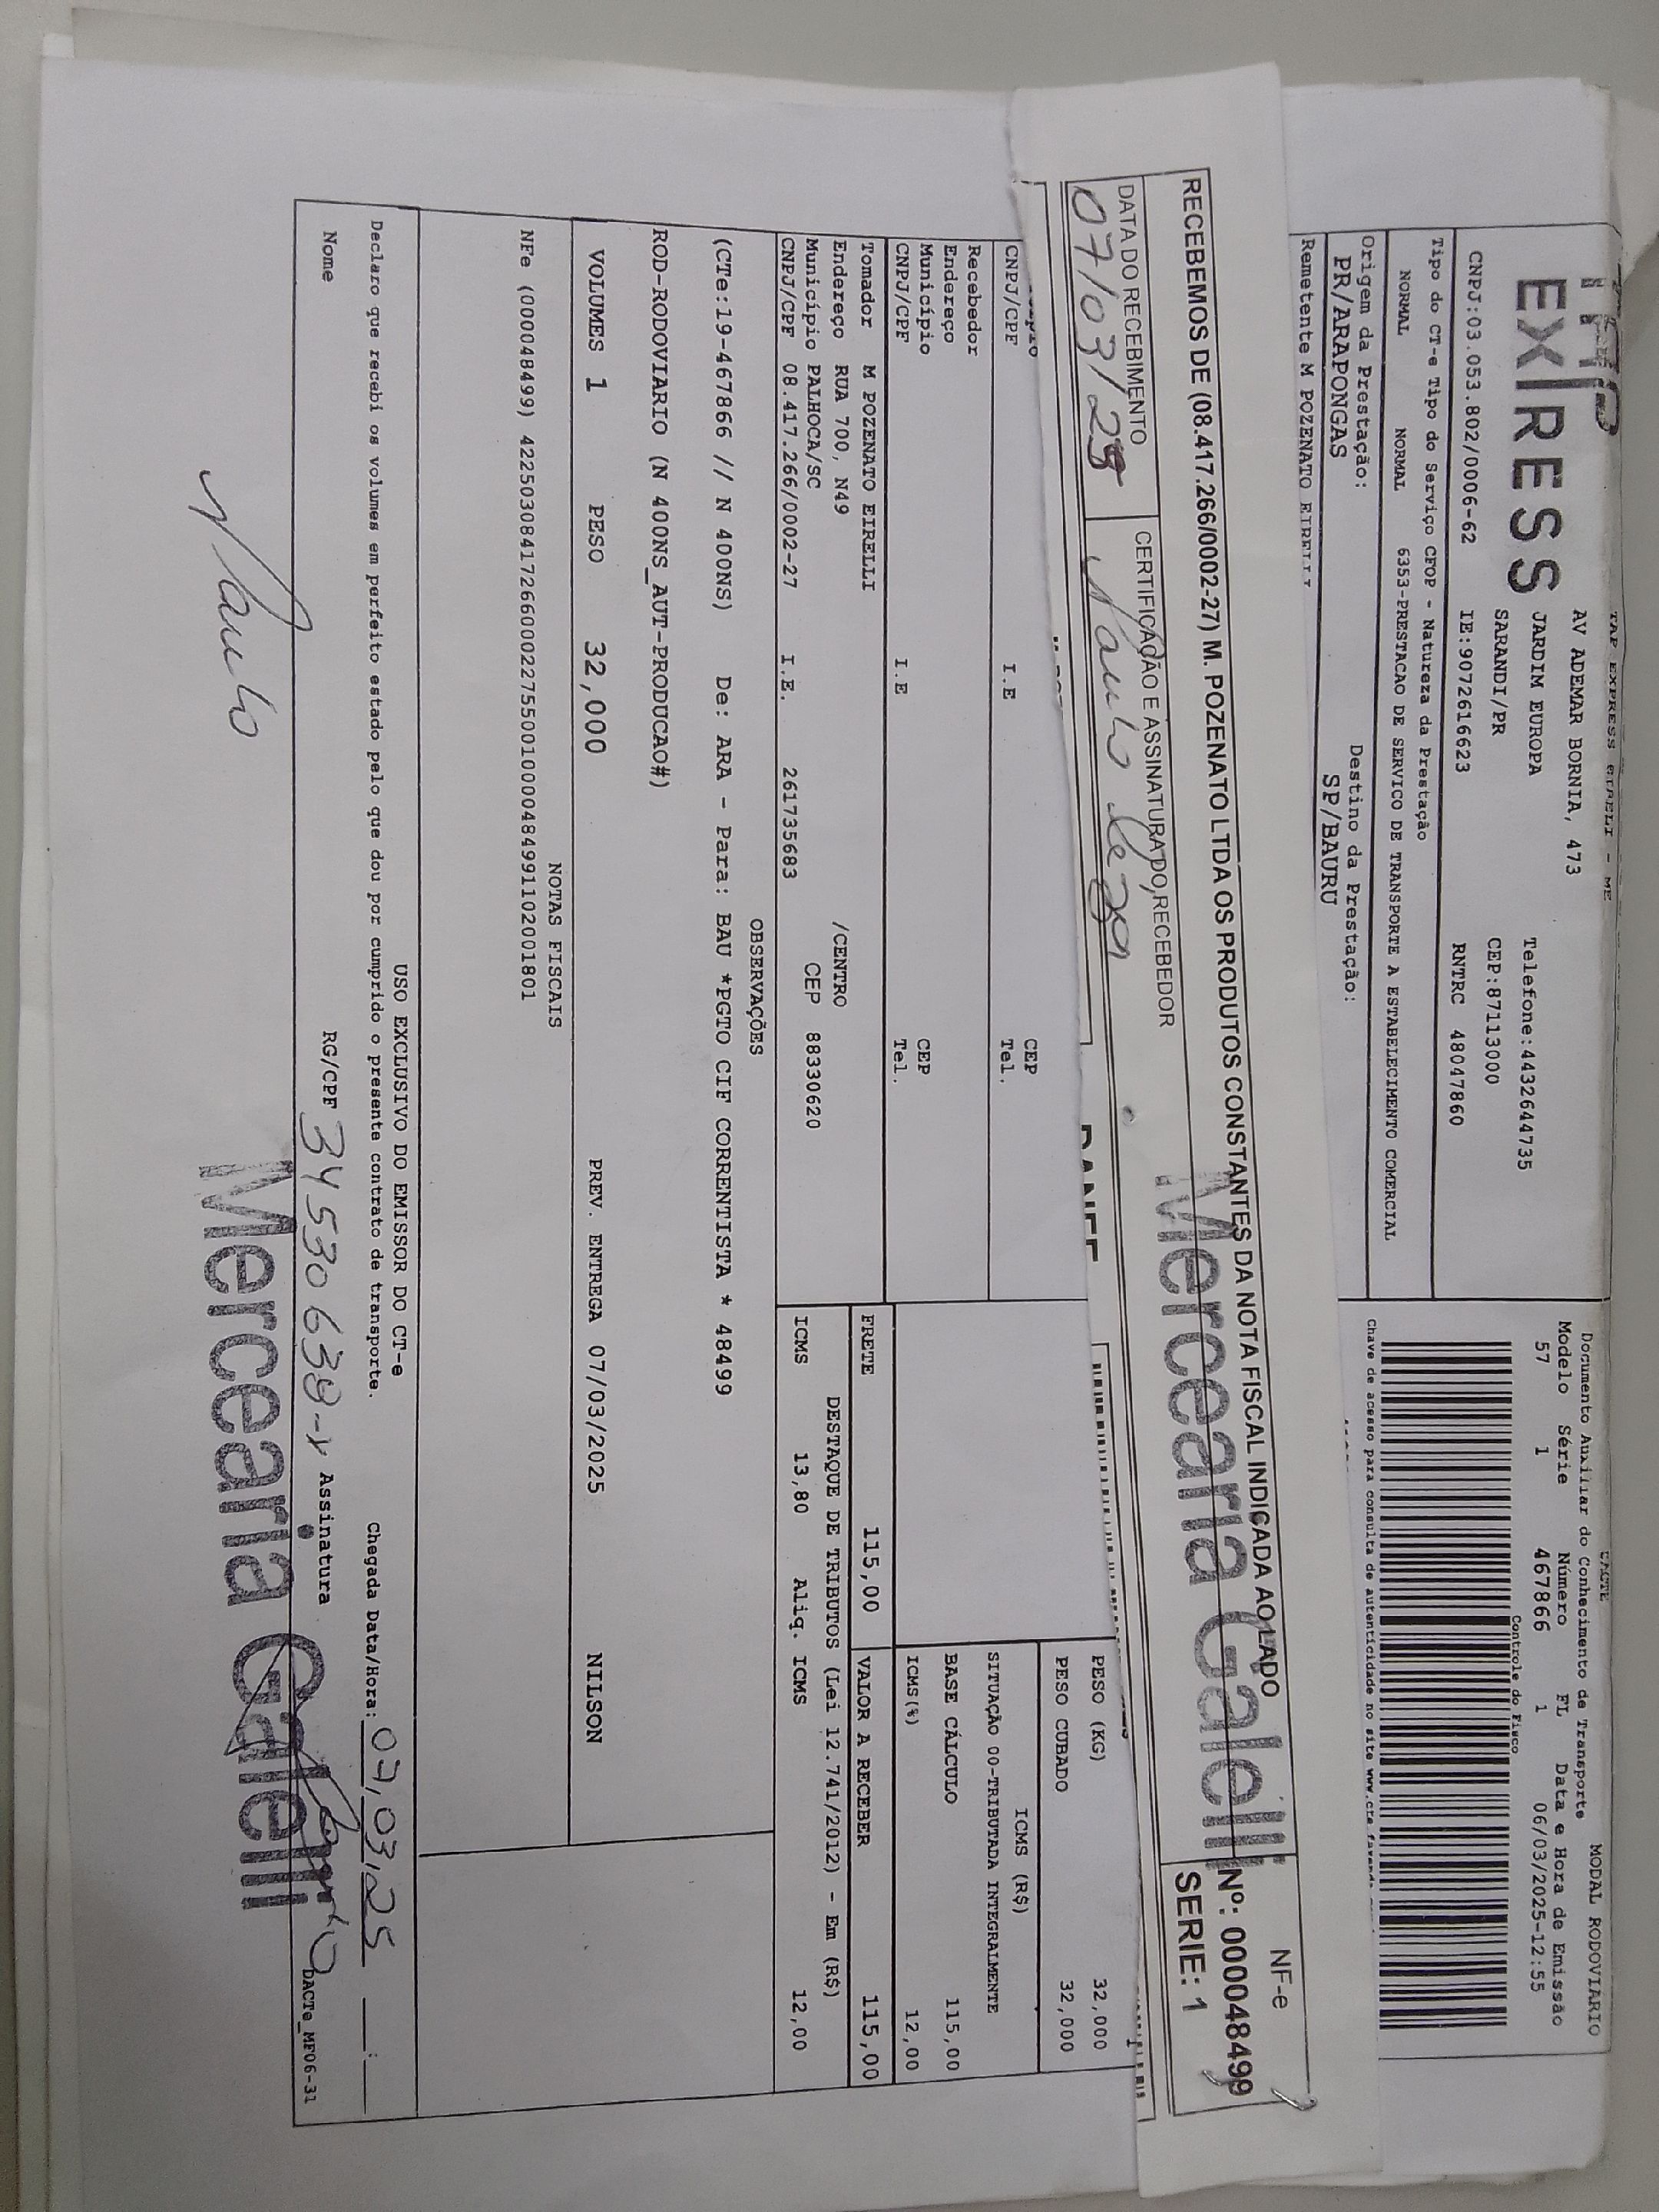 TAP EXPRESS EIRELI - ME
EXPRESS
AV ADEMAR BORNIA, 473
JARDIM EUROPA
Telefone:4432644735
SARANDI/PR
CEP:87113000
CNPJ:03.053.802/0006-62
IE:9072616623
RNTRC 48047860
DACTE
MODAL RODOVIARIO
Documento Auxiliar do Conhecimento de Transporte
Modelo Série Número FL Data e Hora de Emissão
57 1 467866 1 06/03/2025-12:55
Controle do Fisco
Tipo do CT-e Tipo do Serviço CFOP - Natureza da Prestação
NORMAL NORMAL 6353-PRESTACAO DE SERVICO DE TRANSPORTE A ESTABELECIMENTO COMERCIAL
Chave de acesso para consulta de autenticidade no site
Origem da Prestação:
PR/ARAPONGAS
Destino da Prestação:
SP/BAURU
Remetente M POZENATO EIRELLI
RECEBEMOS DE (08.417.266/0002-27) M. POZENATO LTDA OS PRODUTOS CONSTANTES DA NOTA FISCAL INDICADA AO LADO
NF-e
Nº: 000048499
SERIE: 1
DATA DO RECEBIMENTO
07/03/25
CERTIFICAÇÃO E ASSINATURA DO RECEBEDOR
Mercearia Galelli
DANFE
CNPJ/CPF I.E CEP
Tel.
Recebedor
Endereço
Município CEP
CNPJ/CPF I.E Tel.
PESO (KG) 32,000
PESO CUBADO 32,000
ICMS (R$)
SITUAÇÃO 00-TRIBUTADA INTEGRALMENTE
BASE CÁLCULO 115,00
ICMS(%) 12,00
Tomador M POZENATO EIRELLI
Endereço RUA 700, N49 /CENTRO
Município PALHOCA/SC CEP 88330620
CNPJ/CPF 08.417.266/0002-27 I.E. 261735683
FRETE 115,00 VALOR A RECEBER 115,00
DESTAQUE DE TRIBUTOS (Lei 12.741/2012) - Em (R$)
ICMS 13,80 Aliq. ICMS 12,00
OBSERVAÇÕES
(CTe:19-467866 // N 400NS) De: ARA - Para: BAU *PGTO CIF CORRENTISTA * 48499
ROD-RODOVIARIO (N 400NS_AUT-PRODUCAO#)
VOLUMES 1 PESO 32,000 PREV. ENTREGA 07/03/2025 NILSON
NOTAS FISCAIS
NFe (000048499) 42250308417266000227550010000484991102001801
USO EXCLUSIVO DO EMISSOR DO CT-e
Declaro que recebi os volumes em perfeito estado pelo que dou por cumprido o presente contrato de transporte.
Chegada Data/Hora: 07/03/25 __:__
Nome RG/CPF 34530639-x Assinatura
DACTe_MF06-31
Mercearia Galelli